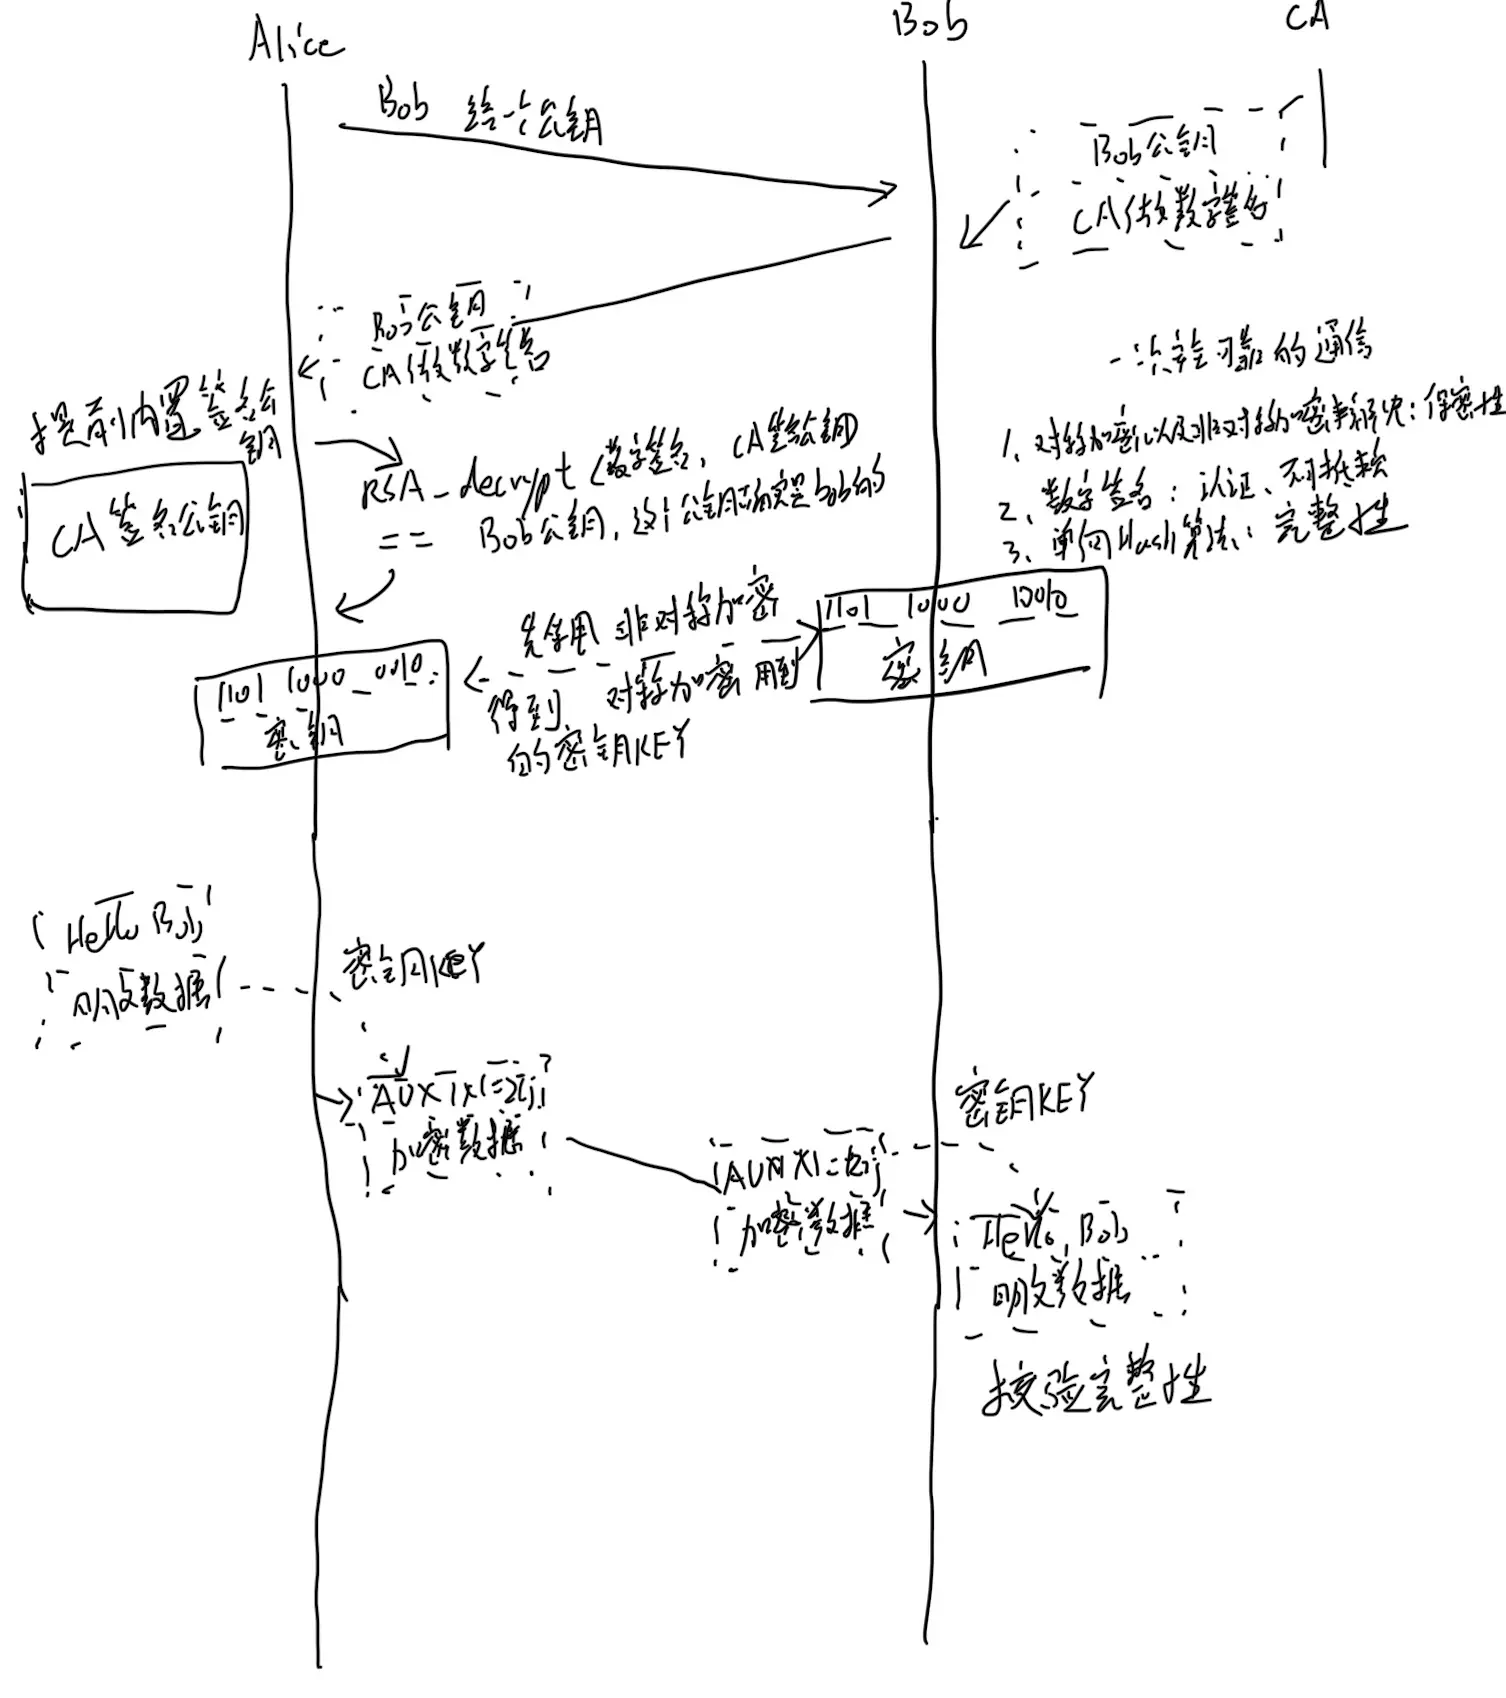 Alice
Bob
CA
Bob 给个公钥
Bob公钥
CA做数字签名
Bob公钥
CA做数字签名
一次安全可靠的通信
1、对称加密以及非对称加密来解决：保密性
2、数字签名：认证、不可抵赖
3、单向Hash算法：完整性
提前内置签名公
钥
CA签名公钥
RSA_decrypt(数字签名，CA签名公钥)
== Bob公钥，这个公钥确实是bob的
1101 1000 0010
密钥
先采用 非对称加密
得到 对称加密 用到
的密钥KEY
1101 1000 0010
密钥
Hello Bob
明文数据
密钥KEY
加密数据
密钥KEY
加密数据
Hello, Bob
明文数据
校验完整性